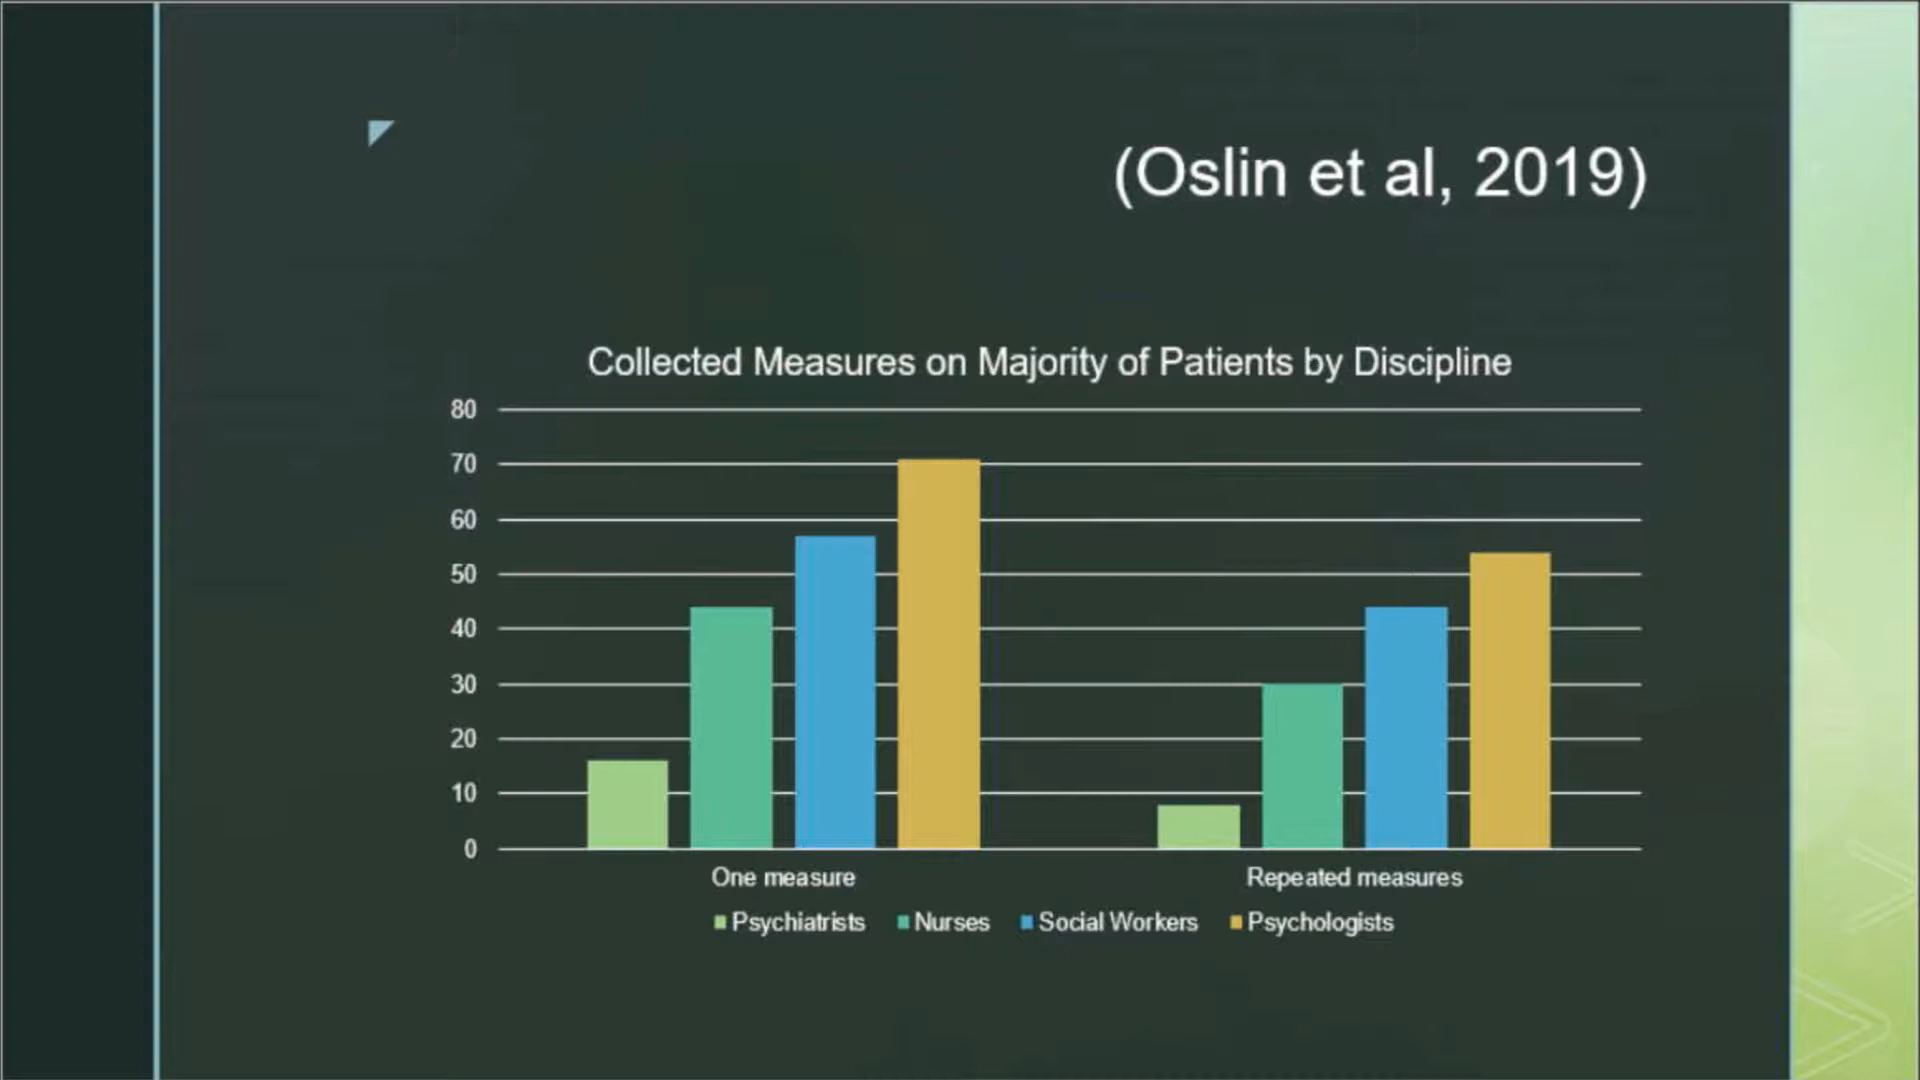 (Oslin et al, 2019)
Collected Measures on Majority of Patients by Discipline
80
70
60
50
40
30
20
10
0
One measure
Repeated measures
Psychiatrists
Nurses
Social Workers
Psychologists